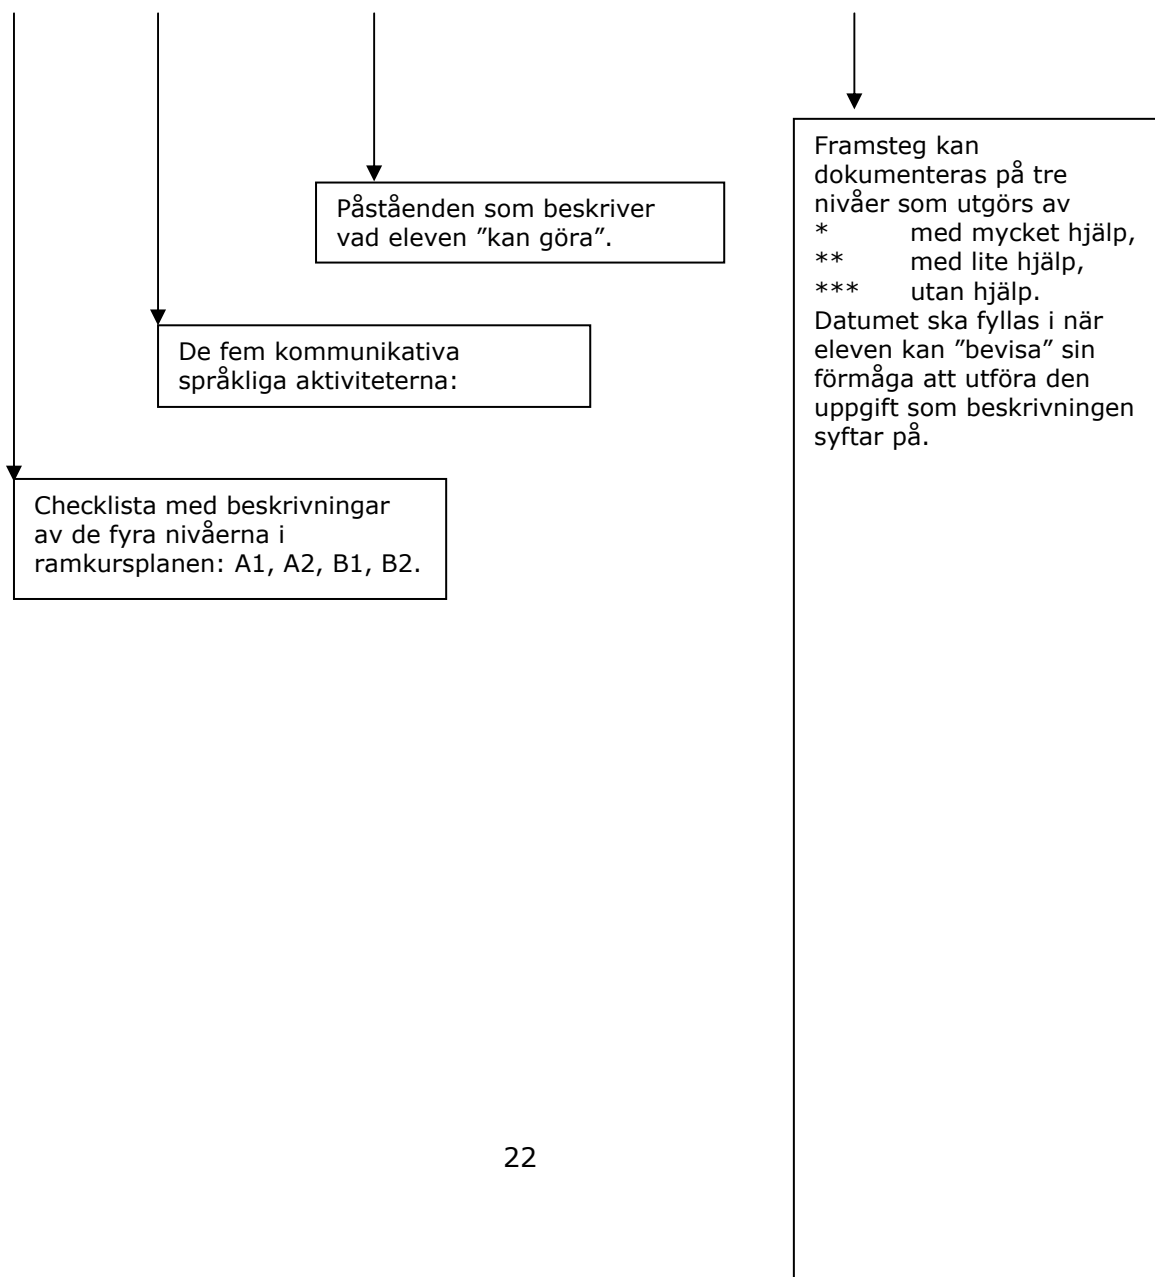 Framsteg kan
dokumenteras på tre
nivåer som utgörs av
* med mycket hjälp,
** med lite hjälp,
*** utan hjälp.
Datumet ska fyllas i när
eleven kan ”bevisa” sin
förmåga att utföra den
uppgift som beskrivningen
syftar på.
Påståenden som beskriver
vad eleven ”kan göra”.
De fem kommunikativa
språkliga aktiviteterna:
Checklista med beskrivningar
av de fyra nivåerna i
ramkursplanen: A1, A2, B1, B2.
22